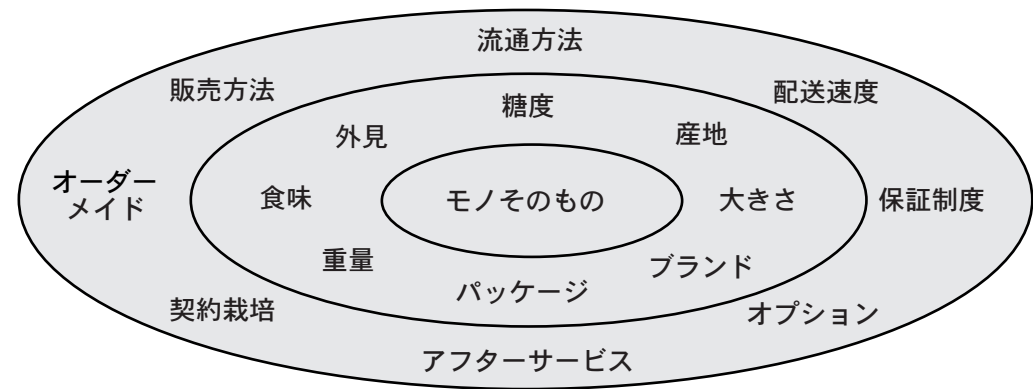 流通方法
販売方法
配送速度
糖度
外見
産地
オーダー
メイド
食味
モノそのもの
大きさ
保証制度
重量
ブランド
パッケージ
契約栽培
オプション
アフターサービス